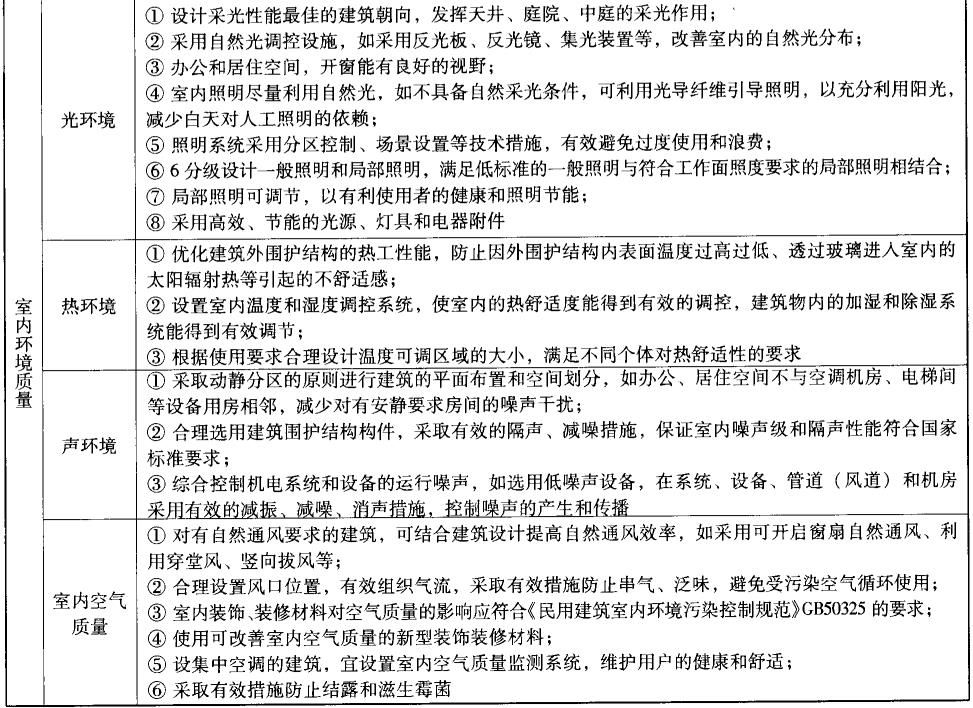 室内环境质量
光环境
① 设计采光性能最佳的建筑朝向，发挥天井、庭院、中庭的采光作用；
② 采用自然光调控设施，如采用反光板、反光镜、集光装置等，改善室内的自然光分布；
③ 办公和居住空间，开窗能有良好的视野；
④ 室内照明尽量利用自然光，如不具备自然采光条件，可利用光导纤维引导照明，以充分利用阳光，
减少白天对人工照明的依赖；
⑤ 照明系统采用分区控制、场景设置等技术措施，有效避免过度使用和浪费；
⑥ 6 分级设计一般照明和局部照明，满足低标准的一般照明与符合工作面照度要求的局部照明相结合；
⑦ 局部照明可调节，以有利使用者的健康和照明节能；
⑧ 采用高效、节能的光源、灯具和电器附件
热环境
① 优化建筑外围护结构的热工性能，防止因外围护结构内表面温度过高过低、透过玻璃进人室内的
太阳辐射热等引起的不舒适感；
② 设置室内温度和湿度调控系统，使室内的热舒适度能得到有效的调控，建筑物内的加湿和除湿系
统能得到有效调节；
③ 根据使用要求合理设计温度可调区域的大小，满足不同个体对热舒适性的要求
声环境
① 采取动静分区的原则进行建筑的平面布置和空间划分，如办公、居住空间不与空调机房、电梯间
等设备用房相邻，减少对有安静要求房间的噪声干扰；
② 合理选用建筑围护结构构件，采取有效的隔声、减噪措施，保证室内噪声级和隔声性能符合国家
标准要求；
③ 综合控制机电系统和设备的运行噪声，如选用低噪声设备，在系统、设备、管道（风道）和机房
采用有效的减振、减噪、消声措施，控制噪声的产生和传播
室内空气
质量
① 对有自然通风要求的建筑，可结合建筑设计提高自然通风效率，如采用可开启窗扇自然通风、利
用穿堂风、竖向拔风等；
② 合理设置风口位置，有效组织气流，采取有效措施防止串气、泛味，避免受污染空气循环使用；
③ 室内装饰、装修材料对空气质量的影响应符合《民用建筑室内环境污染控制规范》GB50325 的要求；
④ 使用可改善室内空气质量的新型装饰装修材料；
⑤ 设集中空调的建筑，宜设置室内空气质量监测系统，维护用户的健康和舒适；
⑥ 采取有效措施防止结露和滋生霉菌